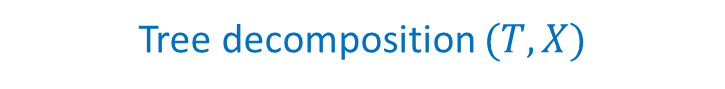 Tree decomposition (T, X)